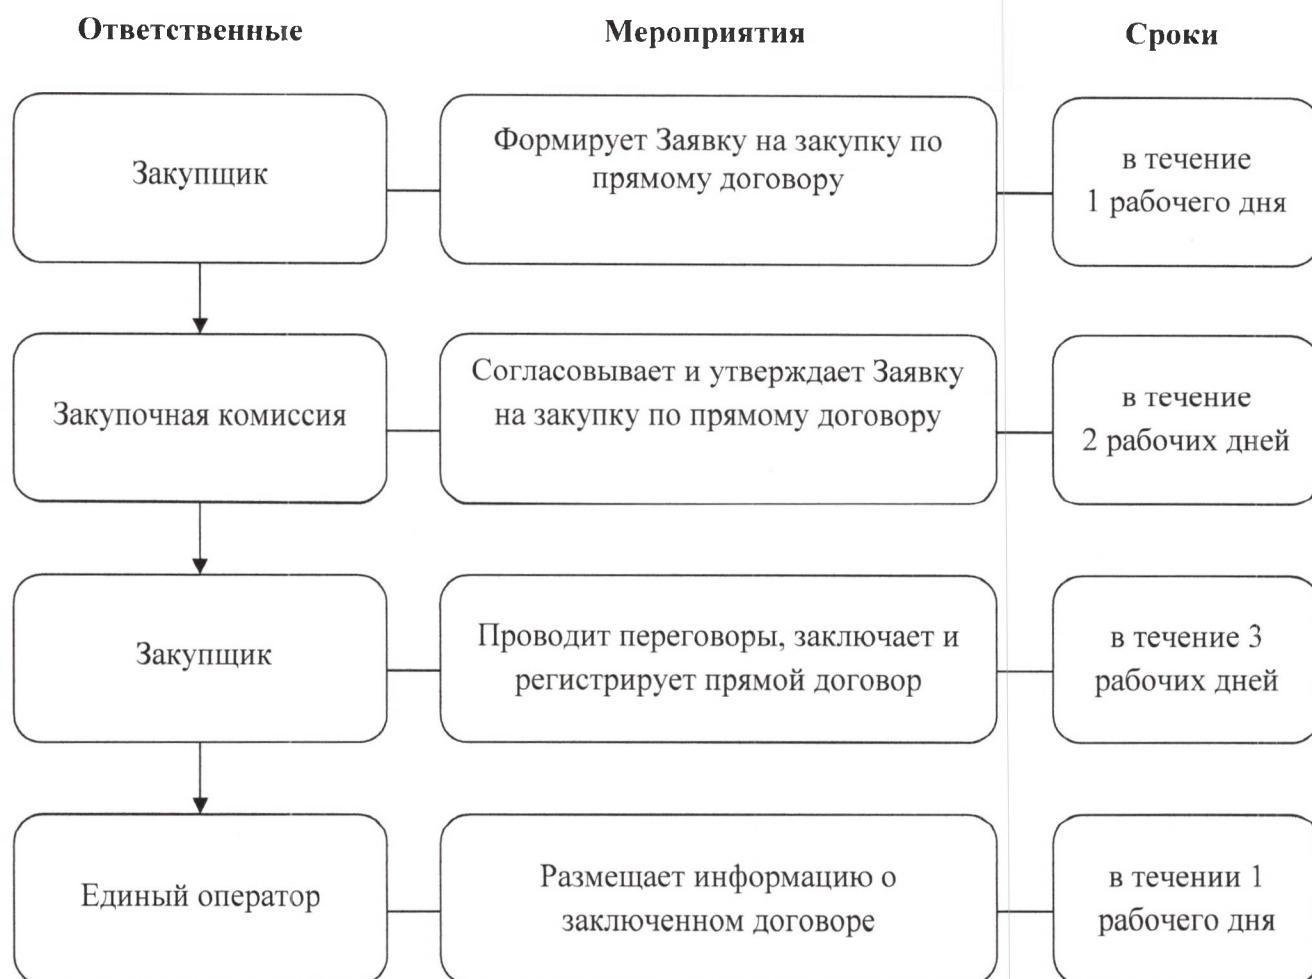 Ответственные
Мероприятия
Сроки
Закупщик
Формирует Заявку на закупку по
прямому договору
в течение
1 рабочего дня
Закупочная комиссия
Согласовывает и утверждает Заявку
на закупку по прямому договору
в течение
2 рабочих дней
Закупщик
Проводит переговоры, заключает и
регистрирует прямой договор
в течение 3
рабочих дней
Единый оператор
Размещает информацию о
заключенном договоре
в течении 1
рабочего дня